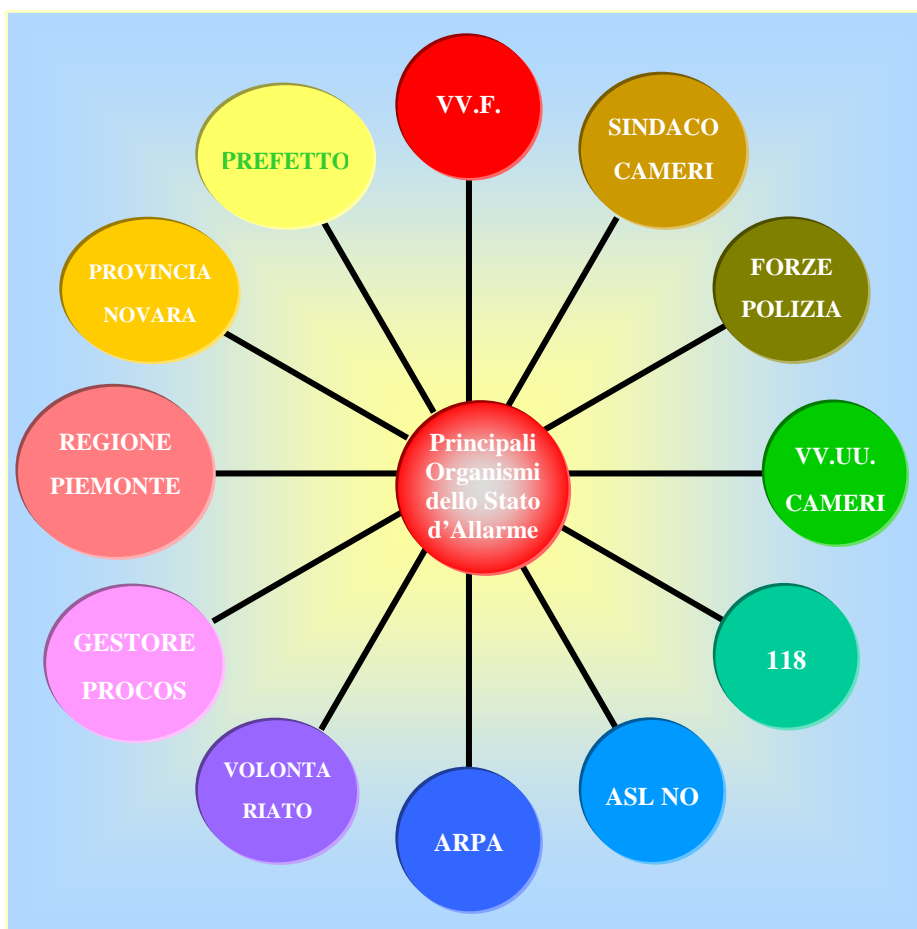 VV.F.
SINDACO
CAMERI
FORZE
POLIZIA
VV.UU.
CAMERI
118
ASL NO
ARPA
VOLONTA
RIATO
GESTORE
PROCOS
REGIONE
PIEMONTE
PROVINCIA
NOVARA
PREFETTO
Principali
Organismi
dello Stato
d’Allarme